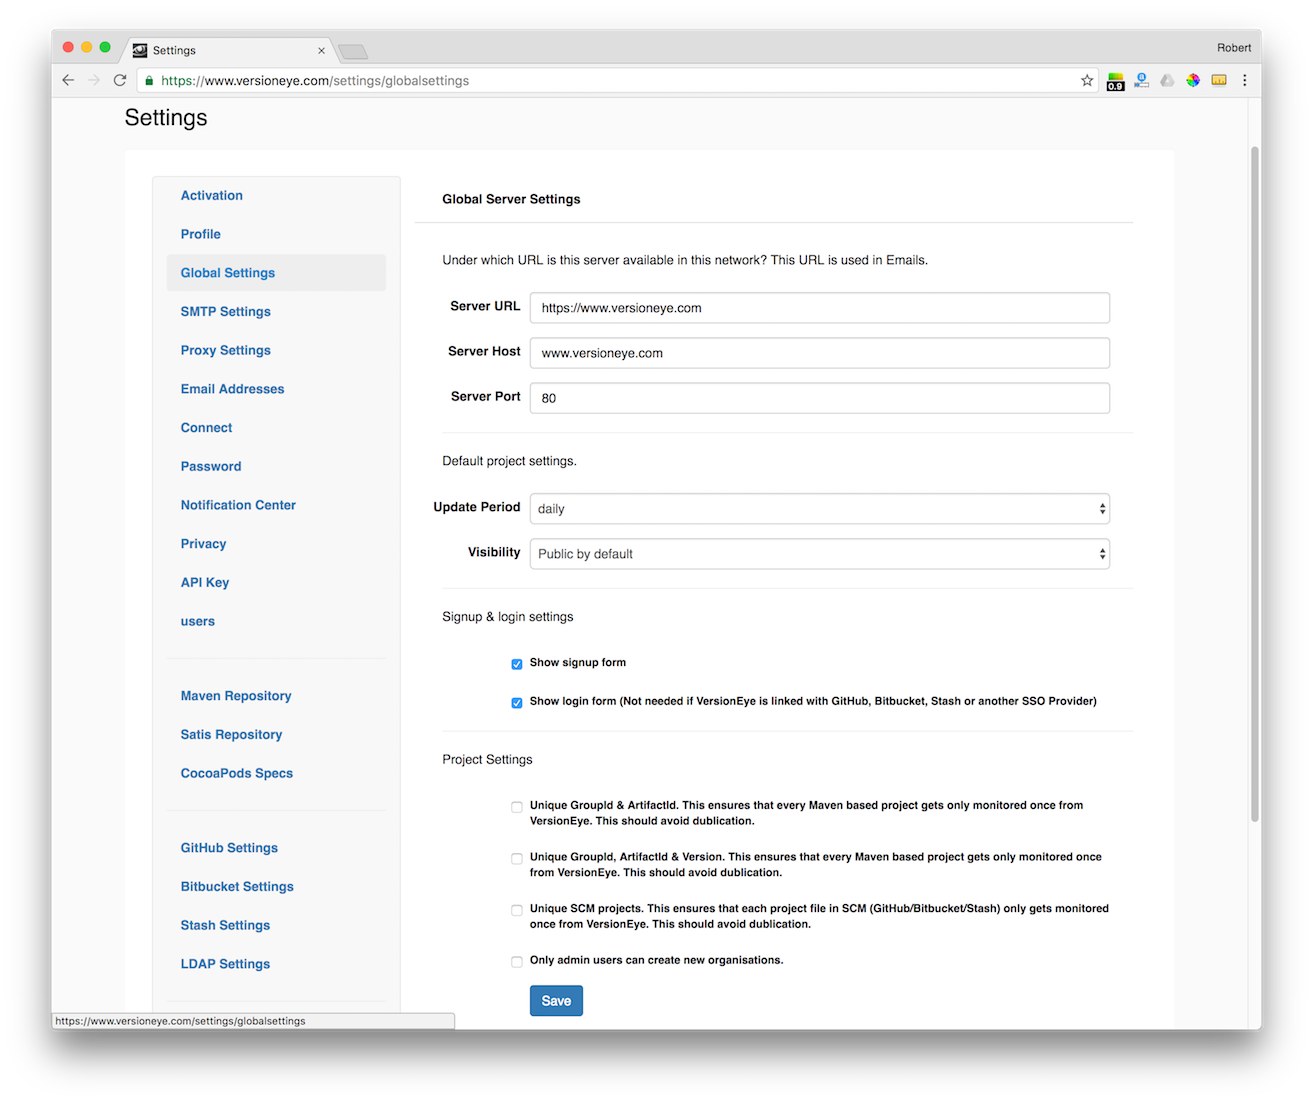 Settings
Robert
https://www.versioneye.com/settings/globalsettings
0.9
Settings
Activation
Profile
Global Settings
SMTP Settings
Proxy Settings
Email Addresses
Connect
Password
Notification Center
Privacy
API Key
users
Maven Repository
Satis Repository
CocoaPods Specs
GitHub Settings
Bitbucket Settings
Stash Settings
LDAP Settings
Global Server Settings
Under which URL is this server available in this network? This URL is used in Emails.
Server URL https://www.versioneye.com
Server Host www.versioneye.com
Server Port 80
Default project settings.
Update Period daily
Visibility Public by default
Signup & login settings
Show signup form
Show login form (Not needed if VersionEye is linked with GitHub, Bitbucket, Stash or another SSO Provider)
Project Settings
Unique GroupId & ArtifactId. This ensures that every Maven based project gets only monitored once from
VersionEye. This should avoid dublication.
Unique GroupId, ArtifactId & Version. This ensures that every Maven based project gets only monitored once
from VersionEye. This should avoid dublication.
Unique SCM projects. This ensures that each project file in SCM (GitHub/Bitbucket/Stash) only gets monitored
once from VersionEye. This should avoid dublication.
Only admin users can create new organisations.
Save
https://www.versioneye.com/settings/globalsettings